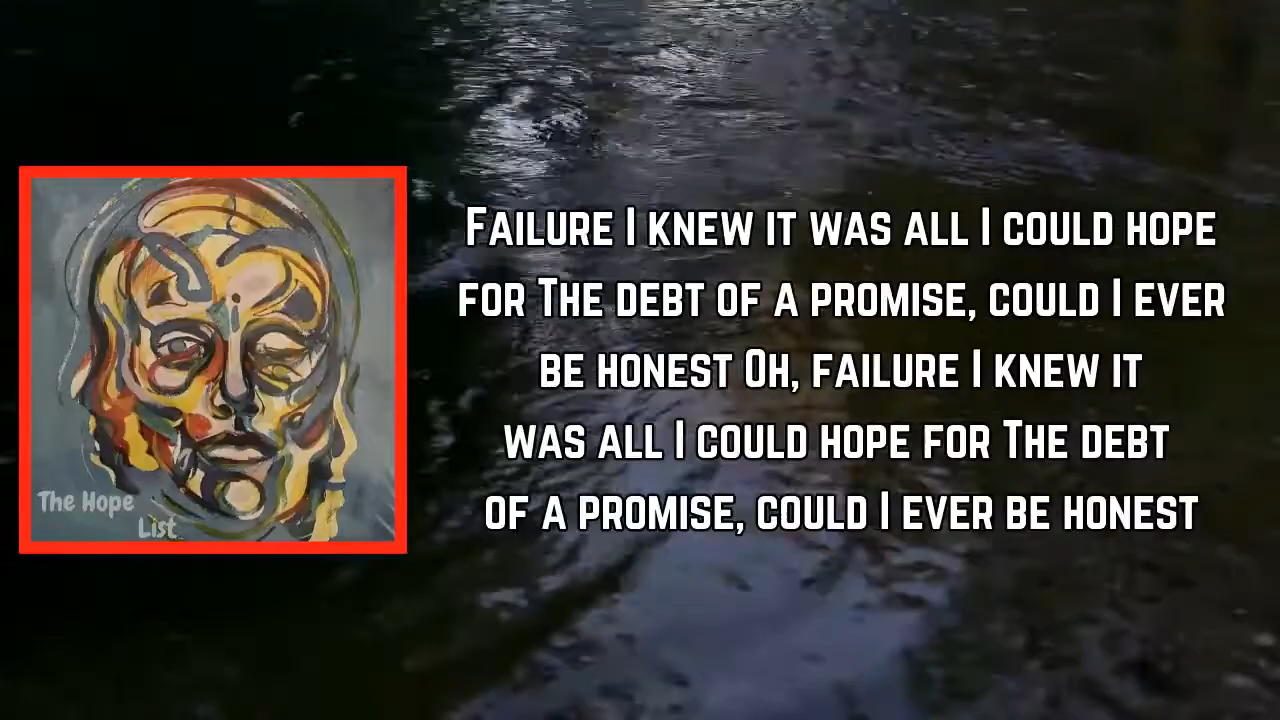 Failure I knew it was all I could hope
for The debt of a promise, could I ever
be honest Oh, failure I knew it
was all I could hope for The debt
of a promise, could I ever be honest
The Hope
List